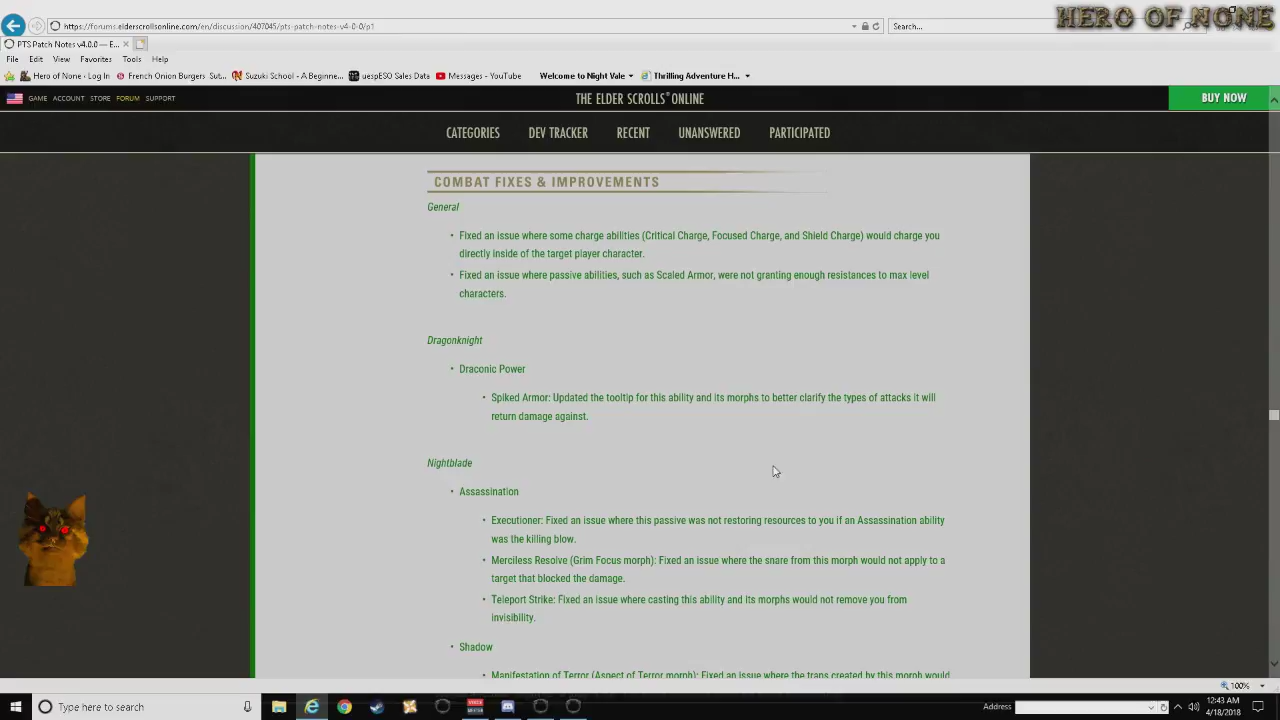 HERO OF NONE
https://forums.elderscrollsonline.com/en/discussion/407045/pts-patch-notes-v4-0-0/p1
Search...
PTS Patch Notes v4.0.0 — E...
File Edit View Favorites Tools Help
Hero of None - Log In French Onion Burgers Sut... Suzuki School - A Beginne... uespESO Sales Data Messages - YouTube Welcome to Night Vale Thrilling Adventure H...
GAME ACCOUNT STORE FORUM SUPPORT
THE ELDER SCROLLS ONLINE
BUY NOW
CATEGORIES DEV TRACKER RECENT UNANSWERED PARTICIPATED
COMBAT FIXES & IMPROVEMENTS
General
• Fixed an issue where some charge abilities (Critical Charge, Focused Charge, and Shield Charge) would charge you
directly inside of the target player character.
• Fixed an issue where passive abilities, such as Scaled Armor, were not granting enough resistances to max level
characters.
Dragonknight
• Draconic Power
• Spiked Armor: Updated the tooltip for this ability and its morphs to better clarify the types of attacks it will
return damage against.
Nightblade
• Assassination
• Executioner: Fixed an issue where this passive was not restoring resources to you if an Assassination ability
was the killing blow.
• Merciless Resolve (Grim Focus morph): Fixed an issue where the snare from this morph would not apply to a
target that blocked the damage.
• Teleport Strike: Fixed an issue where casting this ability and its morphs would not remove you from
invisibility.
• Shadow
• Manifestation of Terror (Aspect of Terror morph): Fixed an issue where the traps created by this morph would
100%
Type here to search
Address
12:43 AM
4/18/2018